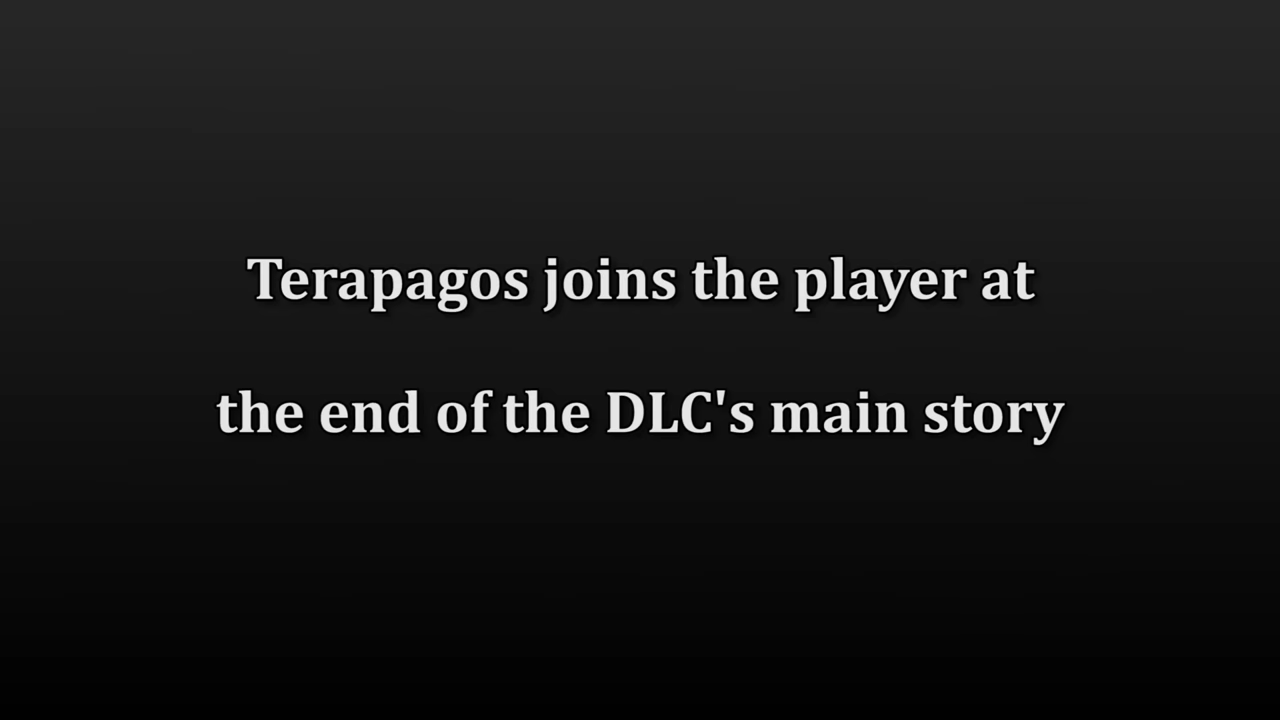 Terapagos joins the player at
the end of the DLC's main story